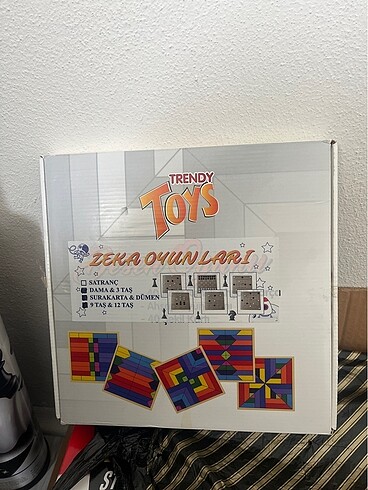 TRENDY
TOYS
ZEKA OYUNLARI
SATRANÇ
DAMA & 3 TAŞ
SURAKARTA & DÜMEN
9 TAŞ & 12 TAŞ